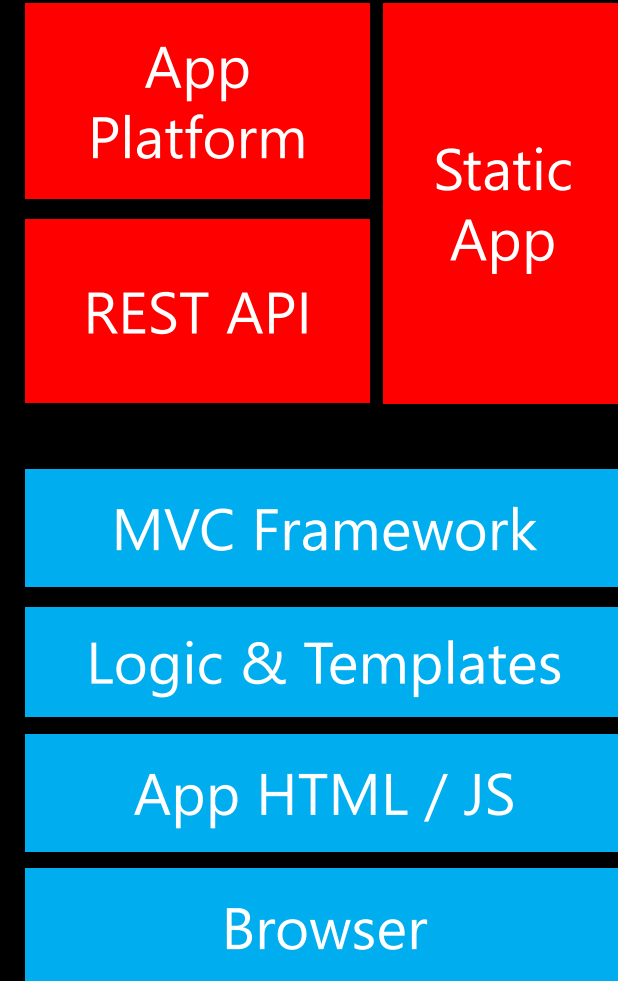 App
Platform
REST API
Static
App
MVC Framework
Logic & Templates
App HTML / JS
Browser